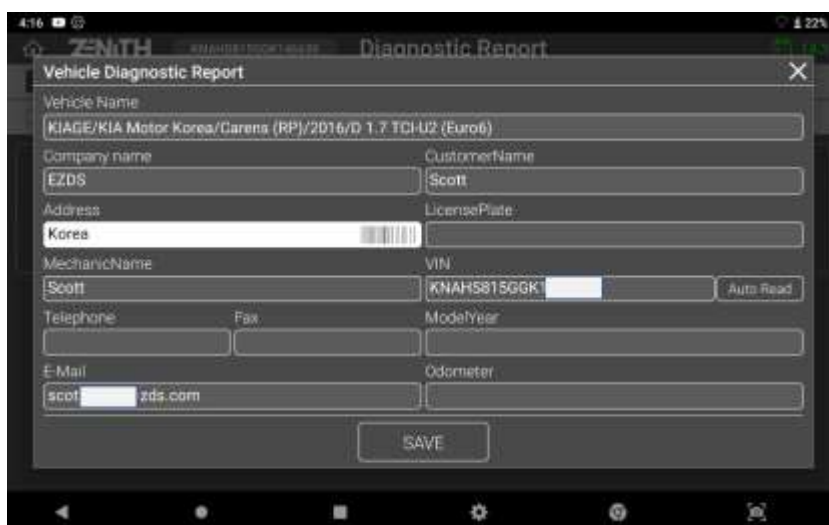 4:16 22%
ZENITH Diagnostic Report
Vehicle Diagnostic Report
Vehicle Name
KIAGE/KIA Motor Korea/Carens (RP)/2016/D 1.7 TCI-U2 (Euro6)
Company name CustomerName
EZDS Scott
Address LicensePlate
Korea
MechanicName VIN
Scott KNAHS815GGK1 Auto Read
Telephone Fax ModelYear
E-Mail Odometer
scot zds.com
SAVE